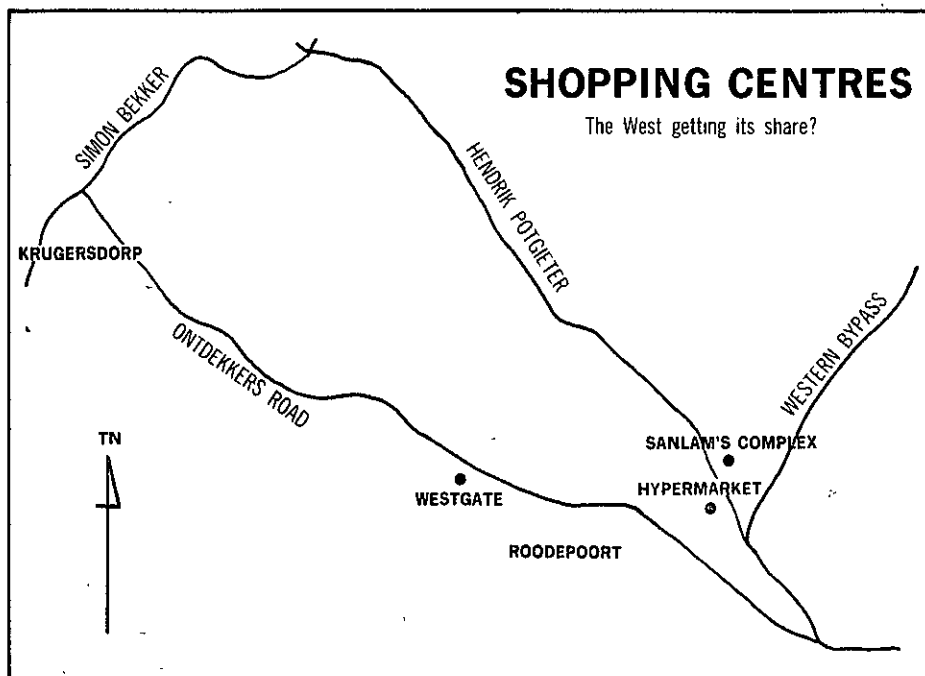 SHOPPING CENTRES
The West getting its share?
SIMON BEKKER
HENDRIK POTGIETER
KRUGERSDORP
WESTERN BYPASS
ONTDEKKERS ROAD
TN
SANLAM'S COMPLEX
HYPERMARKET
WESTGATE
ROODEPOORT